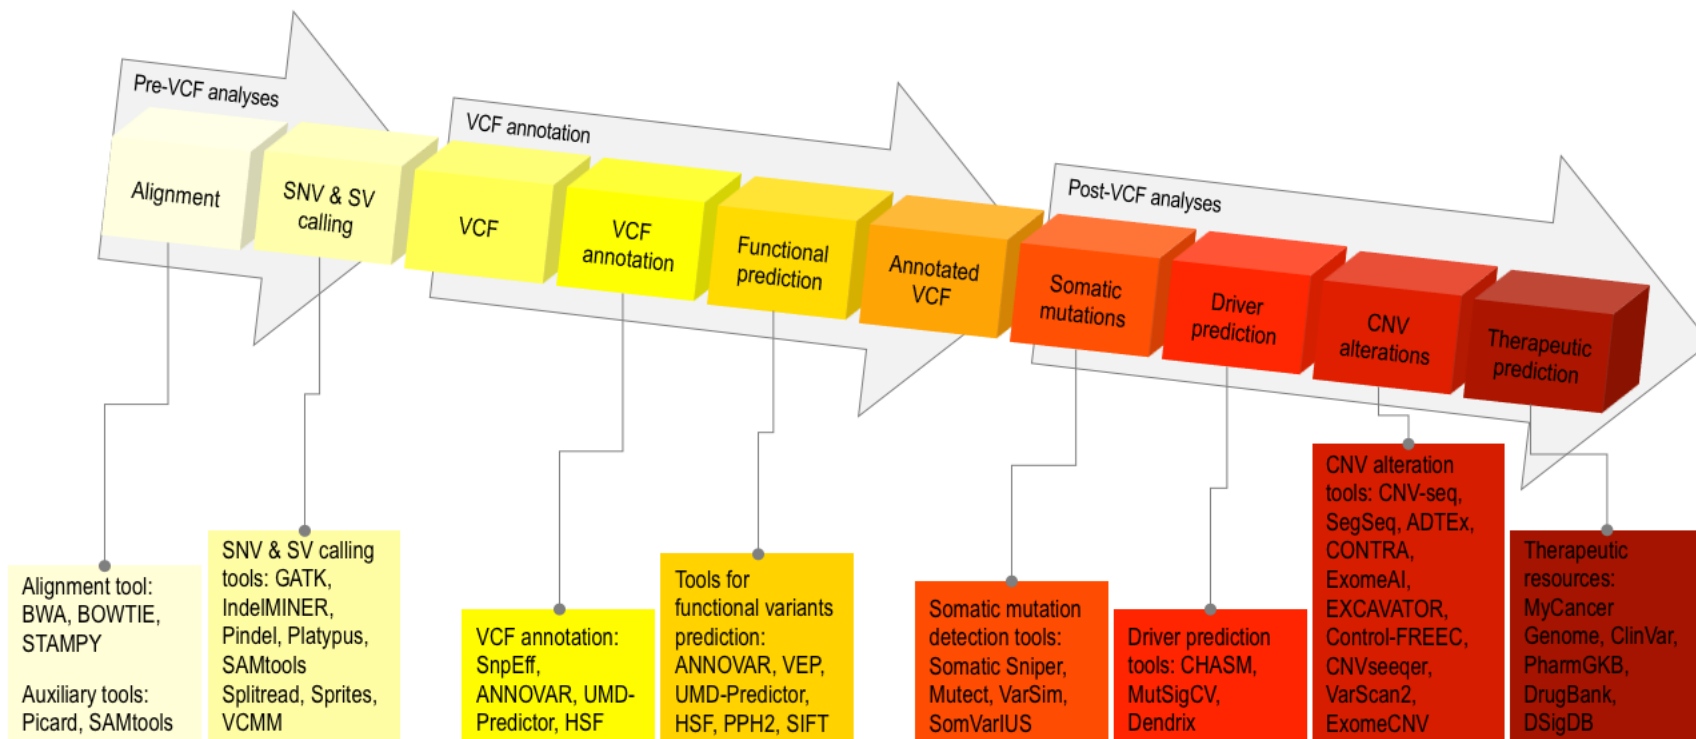 Pre-VCF analyses
VCF annotation
Post-VCF analyses
Alignment
SNV & SV
calling
VCF
VCF
annotation
Functional
prediction
Annotated
VCF
Somatic
mutations
Driver
prediction
CNV
alterations
Therapeutic
prediction
Alignment tool:
BWA, BOWTIE,
STAMPY
Auxiliary tools:
Picard, SAMtools
SNV & SV calling
tools: GATK,
IndelMINER,
Pindel, Platypus,
SAMtools
Splitread, Sprites,
VCMM
VCF annotation:
SnpEff,
ANNOVAR, UMD-
Predictor, HSF
Tools for
functional variants
prediction:
ANNOVAR, VEP,
UMD-Predictor,
HSF, PPH2, SIFT
Somatic mutation
detection tools:
Somatic Sniper,
Mutect, VarSim,
SomVarIUS
Driver prediction
tools: CHASM,
MutSigCV,
Dendrix
CNV alteration
tools: CNV-seq,
SegSeq, ADTEx,
CONTRA,
ExomeAI,
EXCAVATOR,
Control-FREEC,
CNVseeqer,
VarScan2,
ExomeCNV
Therapeutic
resources:
MyCancer
Genome, ClinVar,
PharmGKB,
DrugBank,
DSigDB